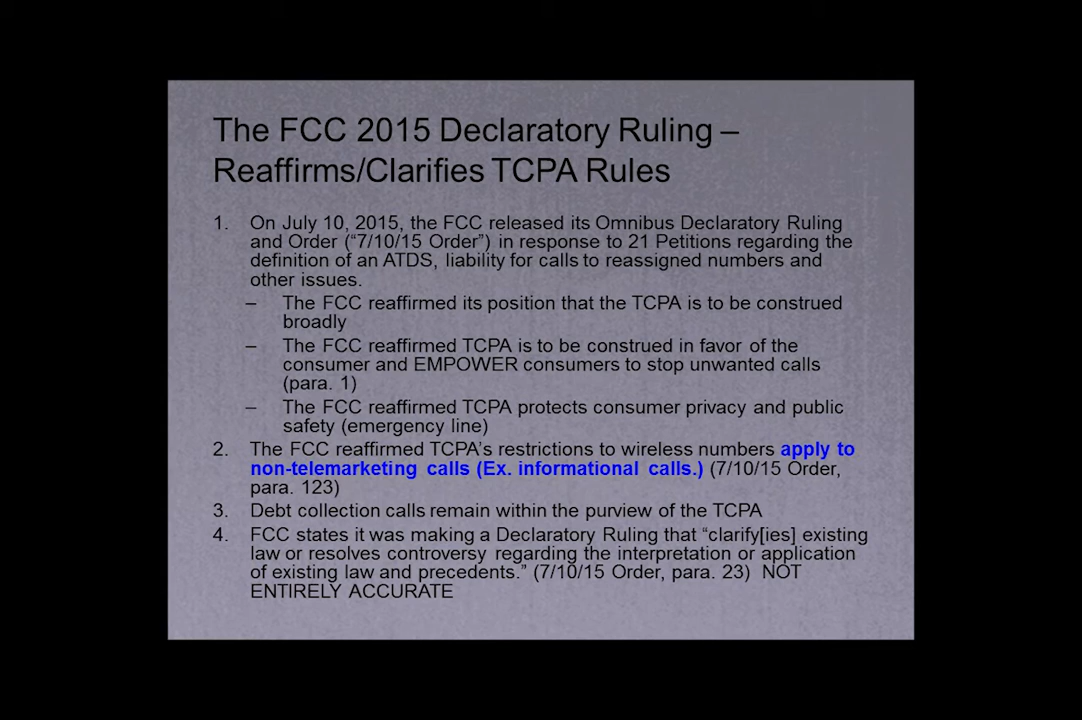 The FCC 2015 Declaratory Ruling –
Reaffirms/Clarifies TCPA Rules
1. On July 10, 2015, the FCC released its Omnibus Declaratory Ruling
and Order (“7/10/15 Order”) in response to 21 Petitions regarding the
definition of an ATDS, liability for calls to reassigned numbers and
other issues.
– The FCC reaffirmed its position that the TCPA is to be construed
broadly
– The FCC reaffirmed TCPA is to be construed in favor of the
consumer and EMPOWER consumers to stop unwanted calls
(para. 1)
– The FCC reaffirmed TCPA protects consumer privacy and public
safety (emergency line)
2. The FCC reaffirmed TCPA’s restrictions to wireless numbers apply to
non-telemarketing calls (Ex. informational calls.) (7/10/15 Order,
para. 123)
3. Debt collection calls remain within the purview of the TCPA
4. FCC states it was making a Declaratory Ruling that “clarify[ies] existing
law or resolves controversy regarding the interpretation or application
of existing law and precedents.” (7/10/15 Order, para. 23) NOT
ENTIRELY ACCURATE